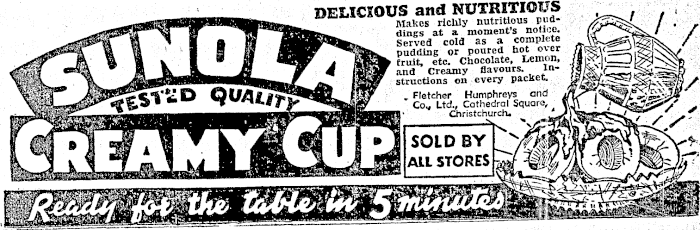 DELICIOUS and NUTRITIOUS
Makes richly nutritious pud-
dings at a moment's notice.
Served cold as a complete
pudding or poured hot over
fruit, etc. Chocolate, Lemon,
and Creamy flavours. In-
structions on every packet.
Fletcher Humphreys and
Co., Ltd., Cathedral Square,
Christchurch.
SUNOLA
TESTED QUALITY
CREAMY CUP
SOLD BY
ALL STORES
Ready for the table in 5 minutes